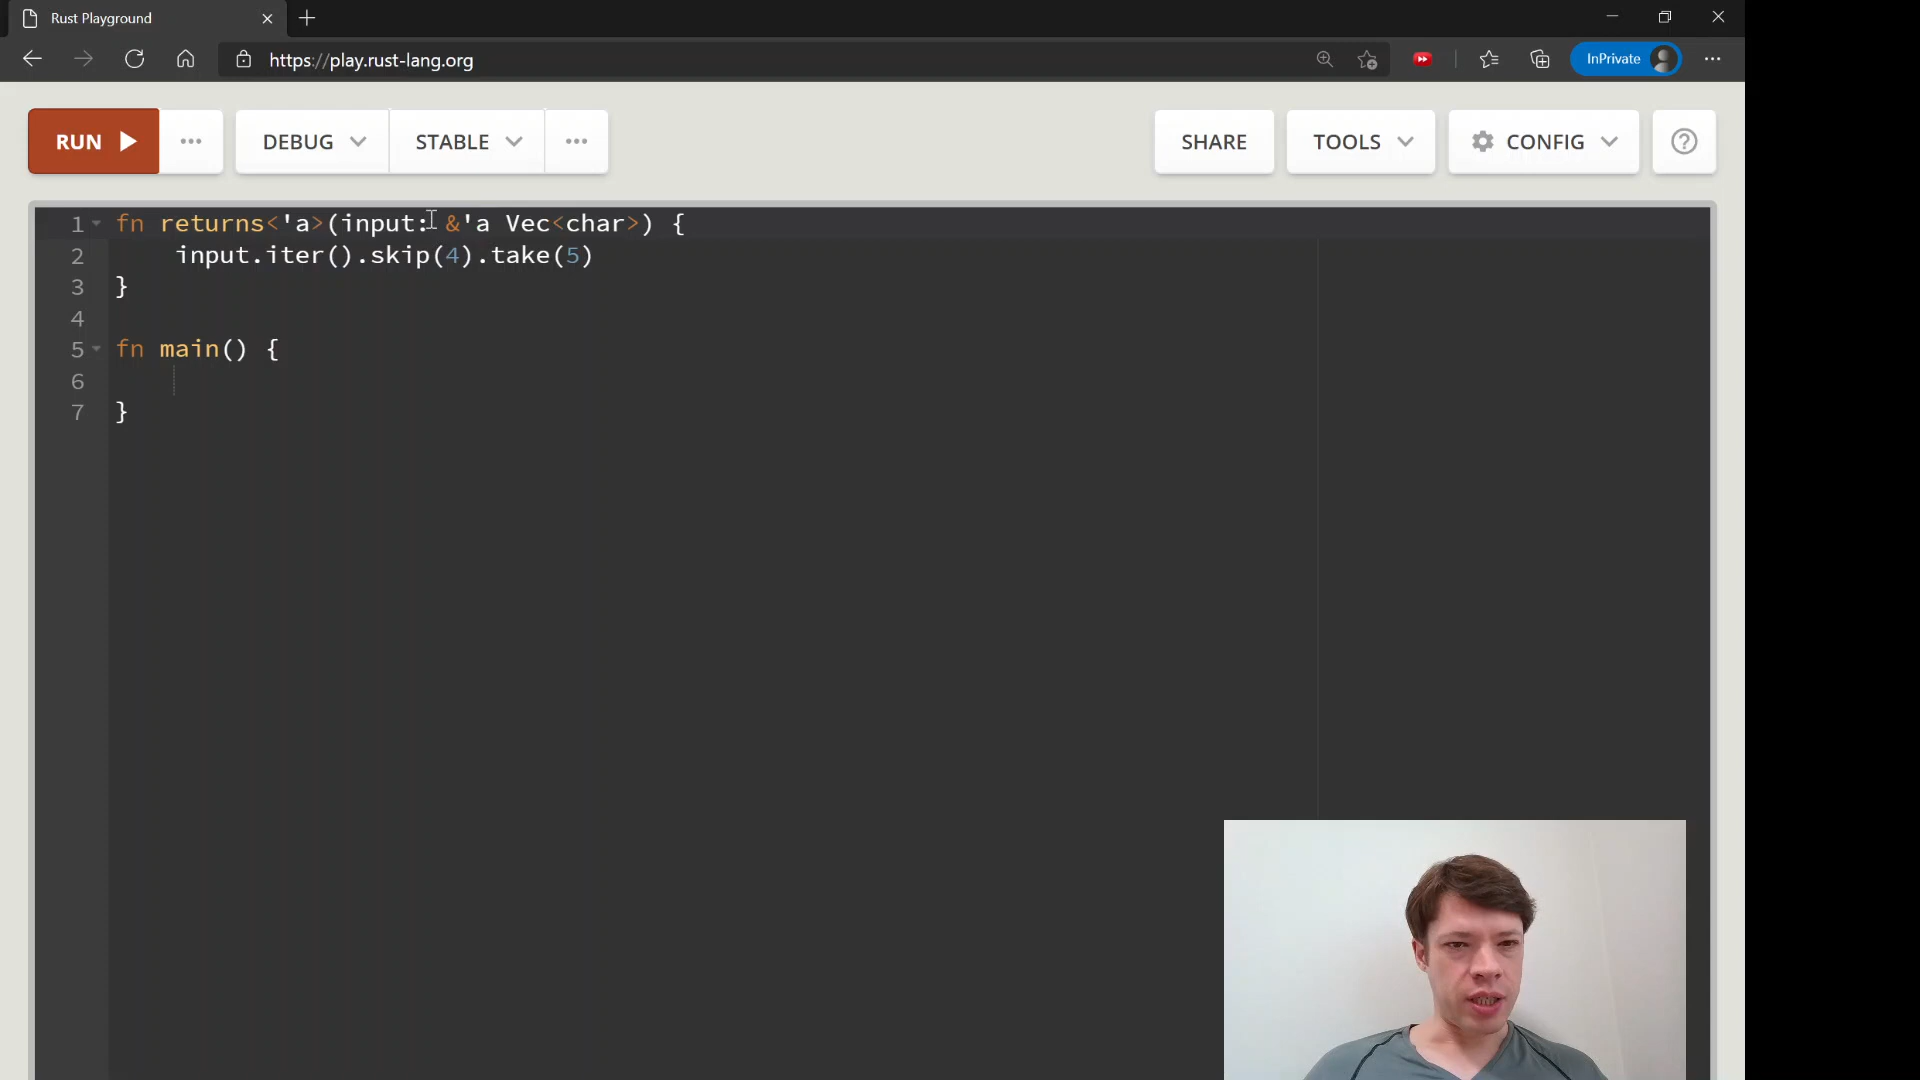 Rust Playground
https://play.rust-lang.org
InPrivate
RUN
DEBUG
STABLE
SHARE
TOOLS
CONFIG
1 fn returns<'a>(input: &'a Vec<char>) {
2 input.iter().skip(4).take(5)
3 }
4
5 fn main() {
6
7 }